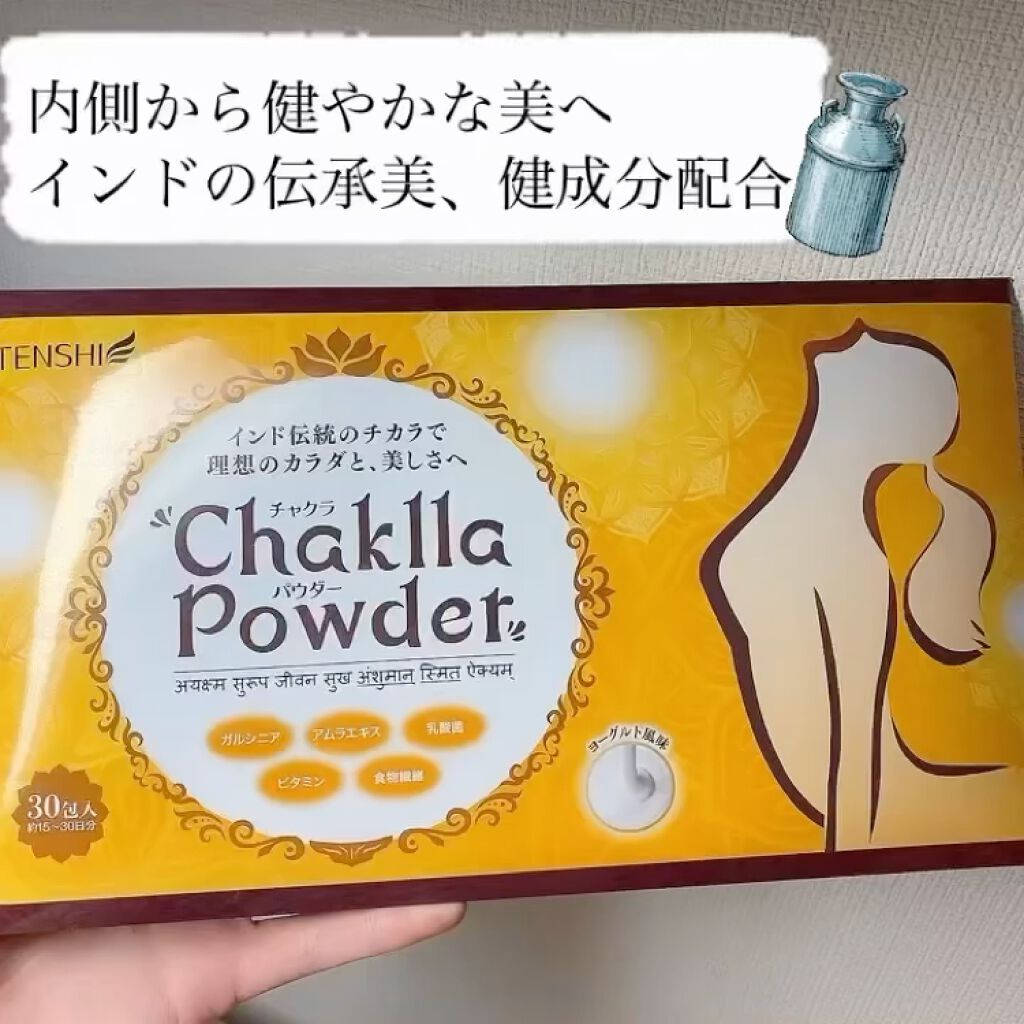 内側から健やかな美へ
インドの伝承美、健成分配合
TENSHI
インド伝統のチカラで
理想のカラダと、美しさへ
チャクラ
Chaklla
パウダー
Powder
अयक्ष्म सुरूप जीवन सुख अंशुमान स्मित ऐक्यम्
ガルシニア
アムラエキス
乳酸菌
ビタミン
食物繊維
ヨーグルト風味
30包入
約15~30日分